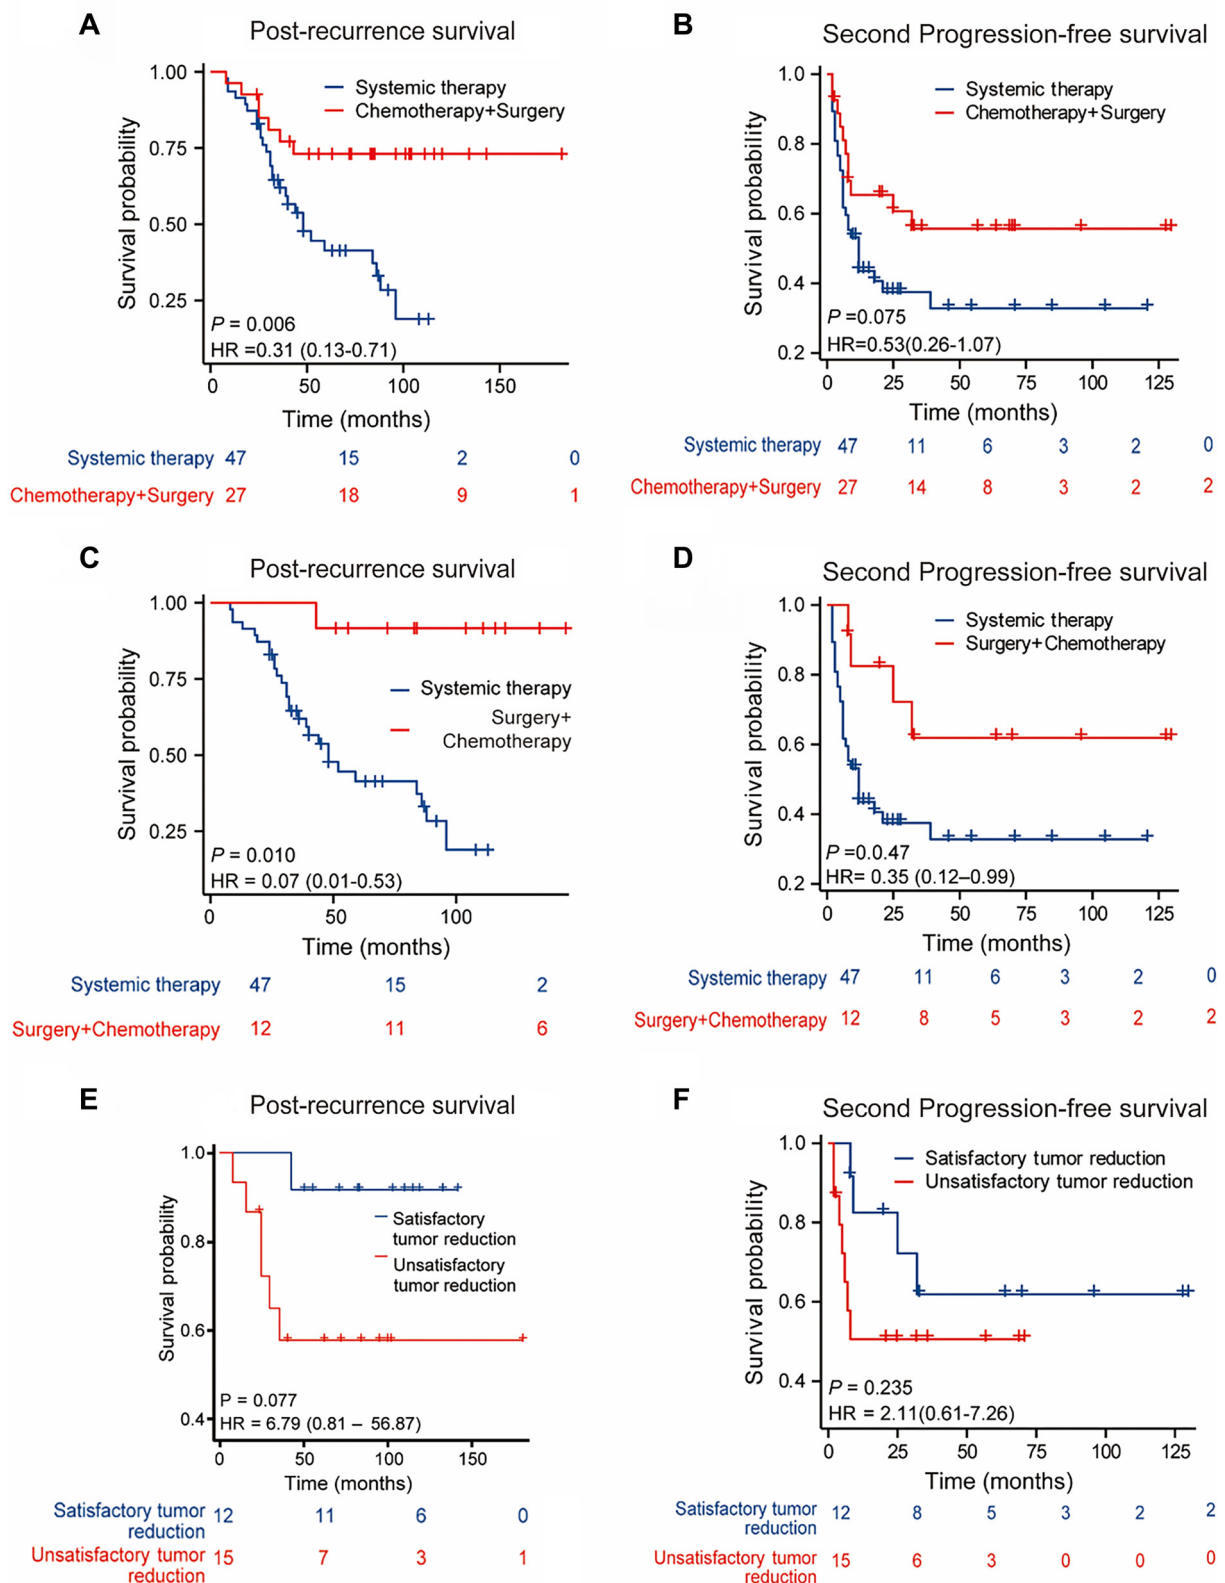 A
Post-recurrence survival
Systemic therapy
Chemotherapy+Surgery
Survival probability
1.00
0.75
0.50
0.25
P = 0.006
HR =0.31 (0.13-0.71)
0 50 100 150
Time (months)
Systemic therapy 47 15 2 0
Chemotherapy+Surgery 27 18 9 1
B
Second Progression-free survival
Systemic therapy
Chemotherapy+Surgery
Survival probability
1.0
0.8
0.6
0.4
0.2
P =0.075
HR=0.53(0.26-1.07)
0 25 50 75 100 125
Time (months)
Systemic therapy 47 11 6 3 2 0
Chemotherapy+Surgery 27 14 8 3 2 2
C
Post-recurrence survival
Systemic therapy
Surgery+
Chemotherapy
Survival probability
1.00
0.75
0.50
0.25
P = 0.010
HR = 0.07 (0.01-0.53)
0 50 100
Time (months)
Systemic therapy 47 15 2
Surgery+Chemotherapy 12 11 6
D
Second Progression-free survival
Systemic therapy
Surgery+Chemotherapy
Survival probability
1.0
0.8
0.6
0.4
0.2
P =0.0.47
HR= 0.35 (0.12–0.99)
0 25 50 75 100 125
Time (months)
Systemic therapy 47 11 6 3 2 0
Surgery+Chemotherapy 12 8 5 3 2 2
E
Post-recurrence survival
Satisfactory
tumor reduction
Unsatisfactory
tumor reduction
Survival probability
1.0
0.8
0.6
0.4
P = 0.077
HR = 6.79 (0.81 – 56.87)
0 50 100 150
Time (months)
Satisfactory tumor
reduction 12 11 6 0
Unsatisfactory tumor
reduction 15 7 3 1
F
Second Progression-free survival
Satisfactory tumor reduction
Unsatisfactory tumor reduction
Survival probability
1.0
0.8
0.6
0.4
P = 0.235
HR = 2.11(0.61-7.26)
0 25 50 75 100 125
Time (months)
Satisfactory tumor
reduction 12 8 5 3 2 2
Unsatisfactory tumor
reduction 15 6 3 0 0 0